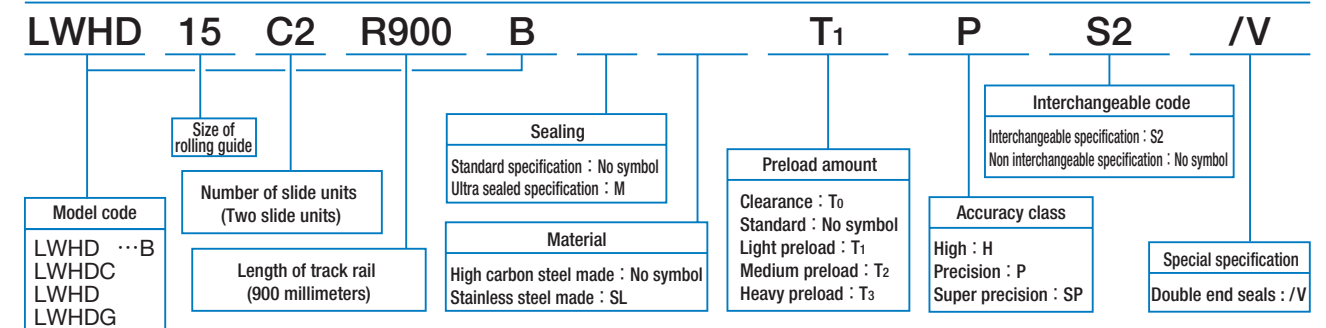 LWHD 15 C2 R900 B T1 P S2 /V
Size of
rolling guide
Number of slide units
(Two slide units)
Length of track rail
(900 millimeters)
Model code
LWHD …B
LWHDC
LWHD
LWHDG
Sealing
Standard specification : No symbol
Ultra sealed specification : M
Material
High carbon steel made : No symbol
Stainless steel made : SL
Preload amount
Clearance : T0
Standard : No symbol
Light preload : T1
Medium preload : T2
Heavy preload : T3
Interchangeable code
Interchangeable specification : S2
Non interchangeable specification : No symbol
Accuracy class
High : H
Precision : P
Super precision : SP
Special specification
Double end seals : /V